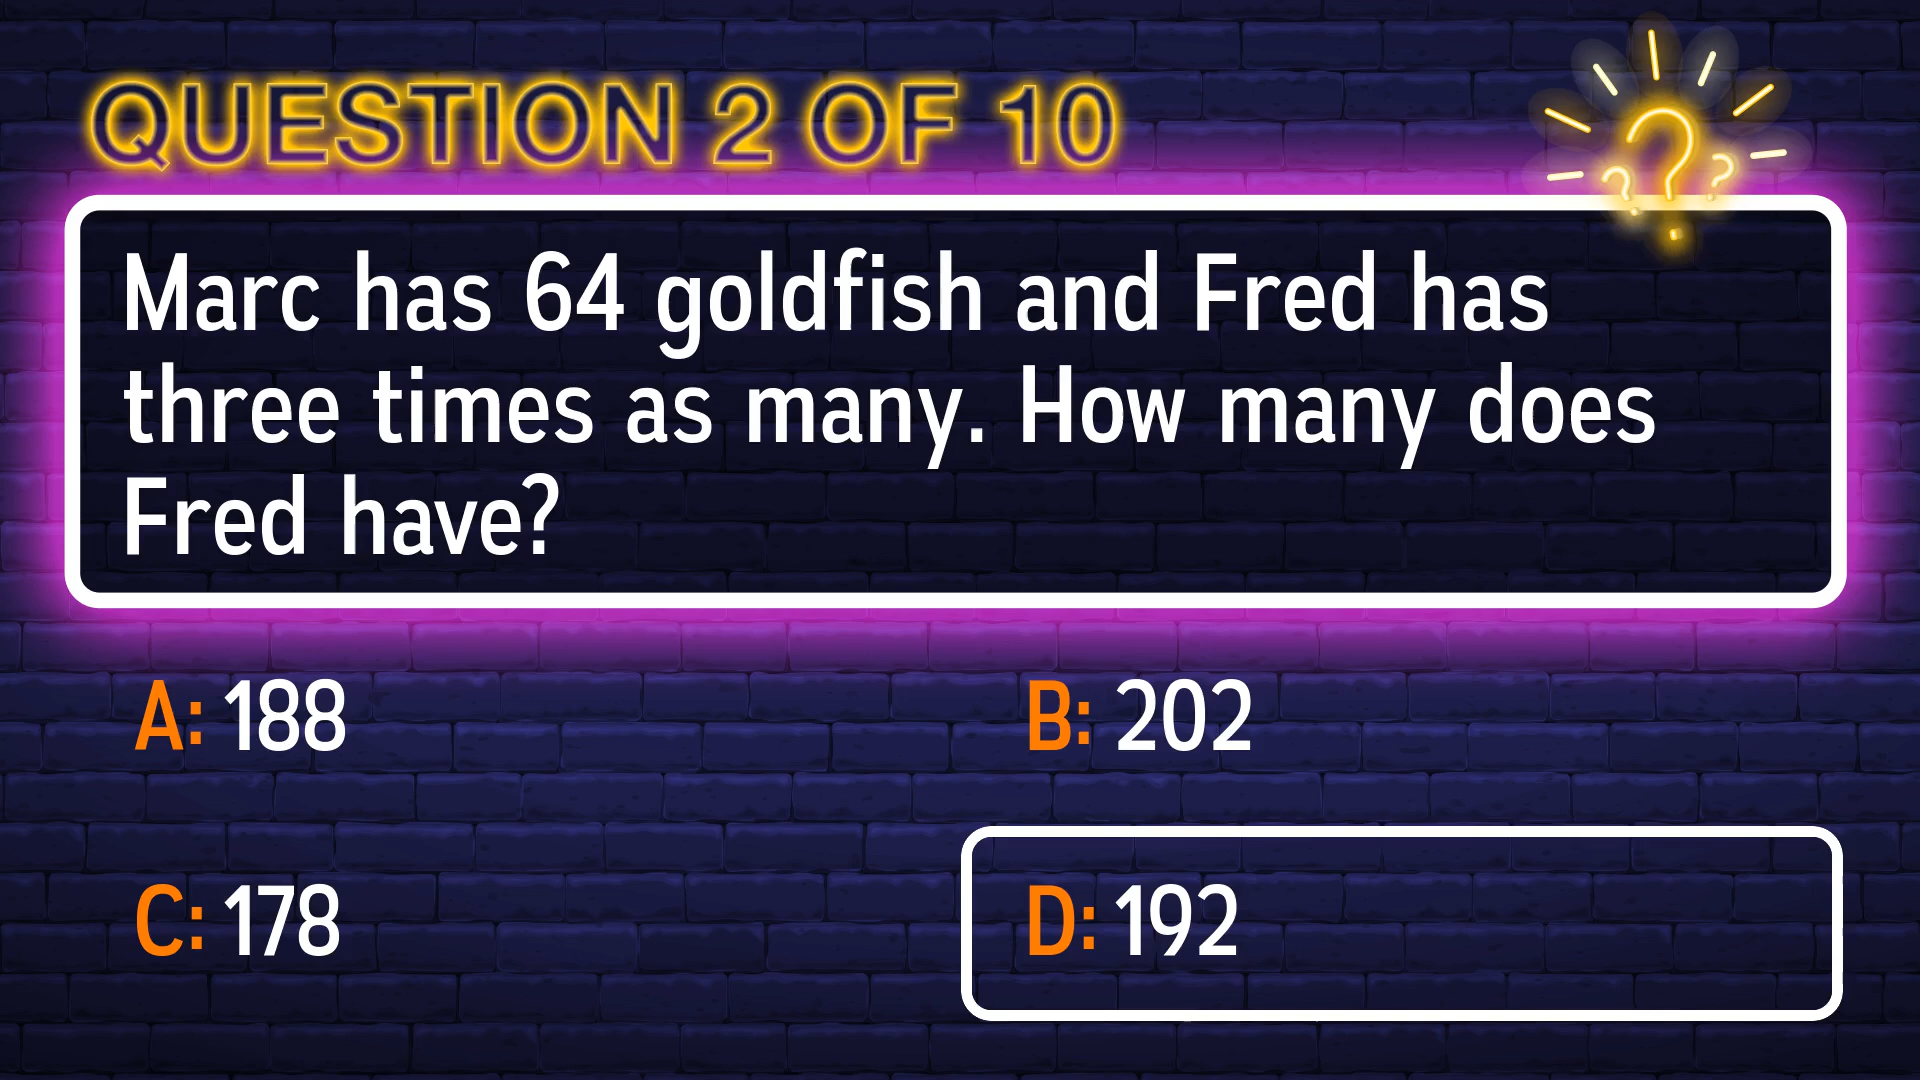 QUESTION 2 OF 10
Marc has 64 goldfish and Fred has
three times as many. How many does
Fred have?
A: 188
B: 202
C: 178
D: 192